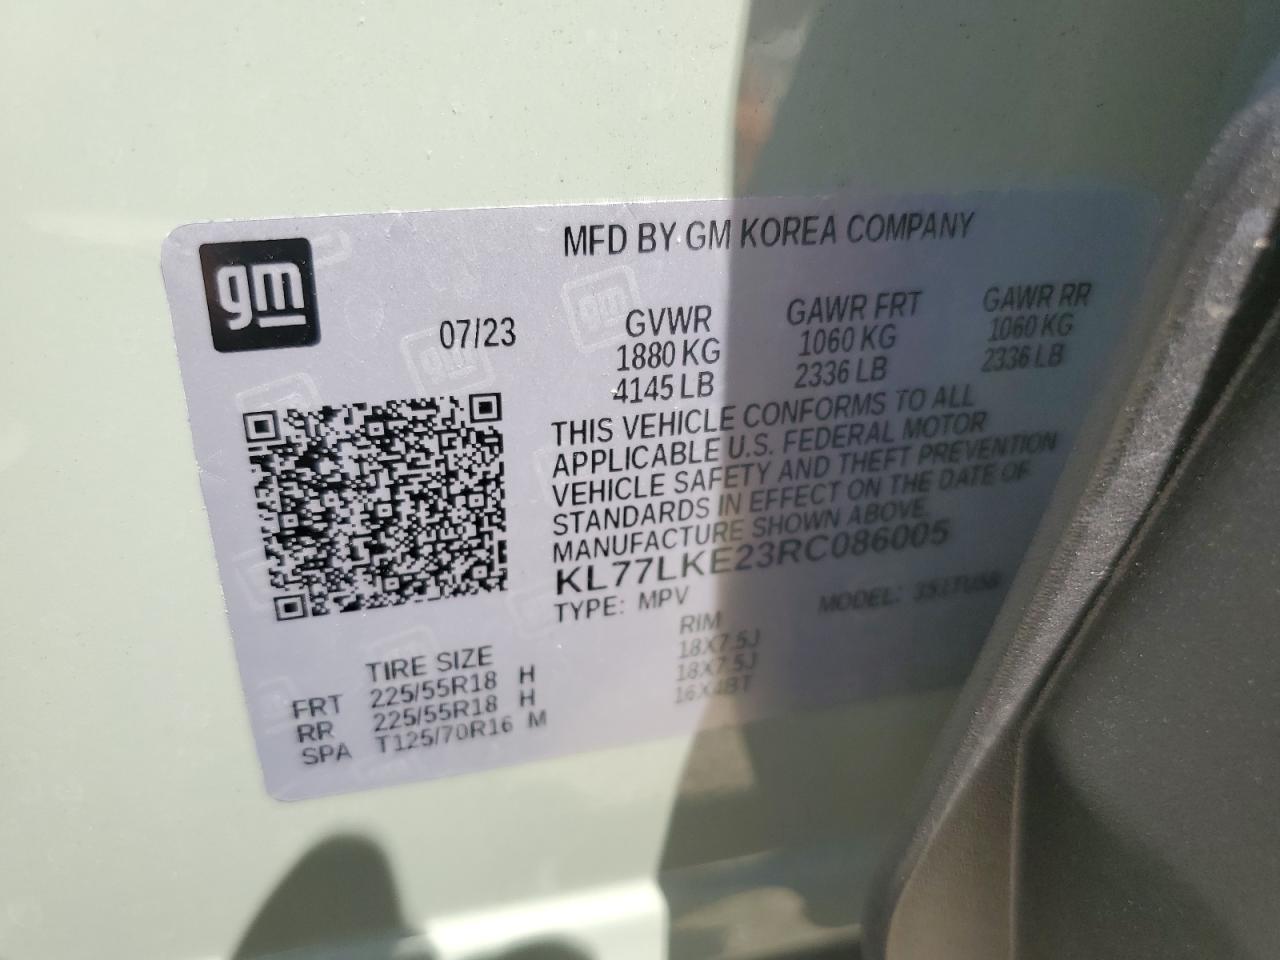 gm
MFD BY GM KOREA COMPANY
07/23
GVWR GAWR FRT GAWR RR
1880 KG 1060 KG 1060 KG
4145 LB 2336 LB 2336 LB
THIS VEHICLE CONFORMS TO ALL
APPLICABLE U.S. FEDERAL MOTOR
VEHICLE SAFETY AND THEFT PREVENTION
STANDARDS IN EFFECT ON THE DATE OF
MANUFACTURE SHOWN ABOVE.
KL77LKE23RC086005
TYPE: MPV MODEL:
TIRE SIZE RIM
FRT 225/55R18 H 18X7.5J
RR 225/55R18 H 18X7.5J
SPA T125/70R16 M 16X4BT